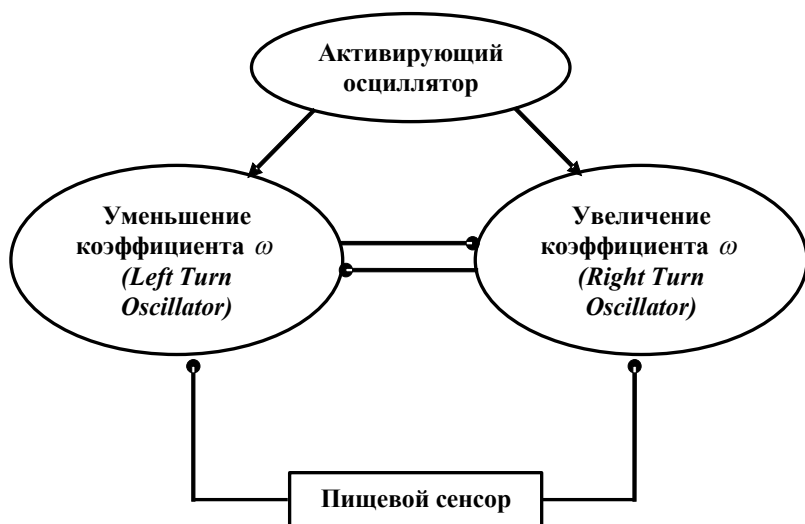 Активирующий
осциллятор
Уменьшение
коэффициента ω
(Left Turn
Oscillator)
Увеличение
коэффициента ω
(Right Turn
Oscillator)
Пищевой сенсор